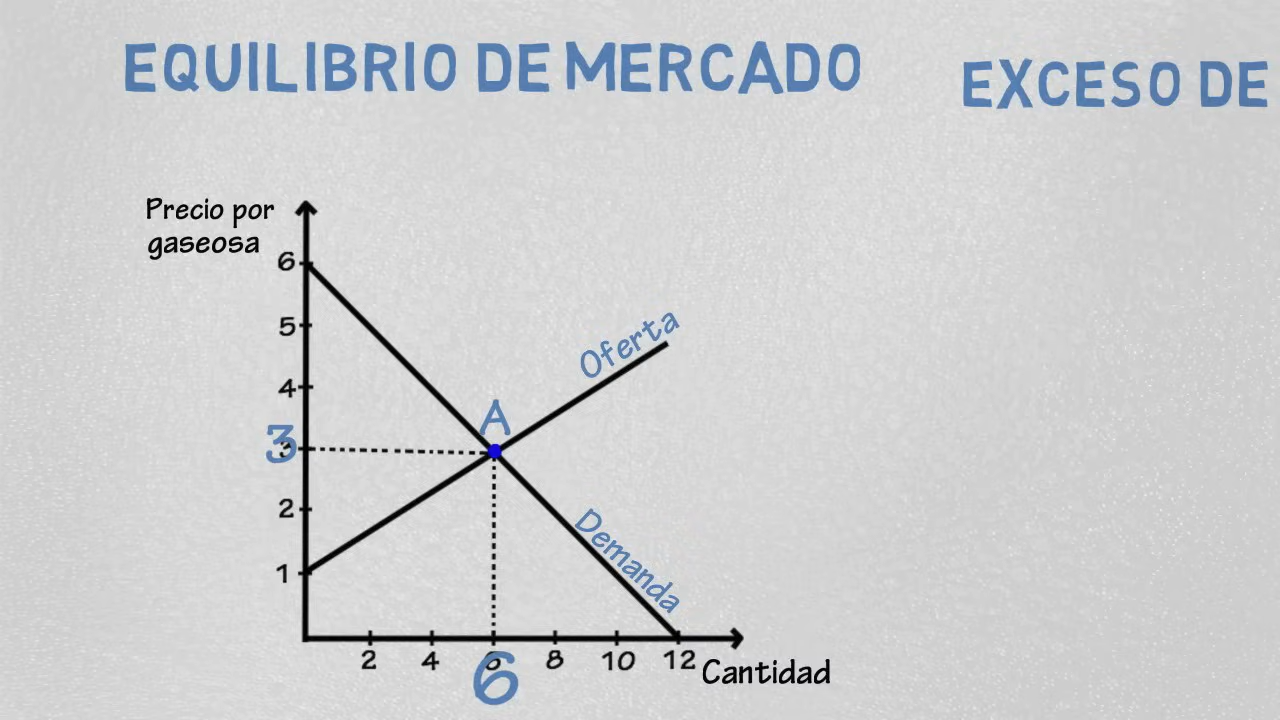 EQUILIBRIO DE MERCADO
EXCESO DE
Precio por
gaseosa
6
5
4
3
2
1
A
Oferta
Demanda
2 4 6 8 10 12
6
Cantidad